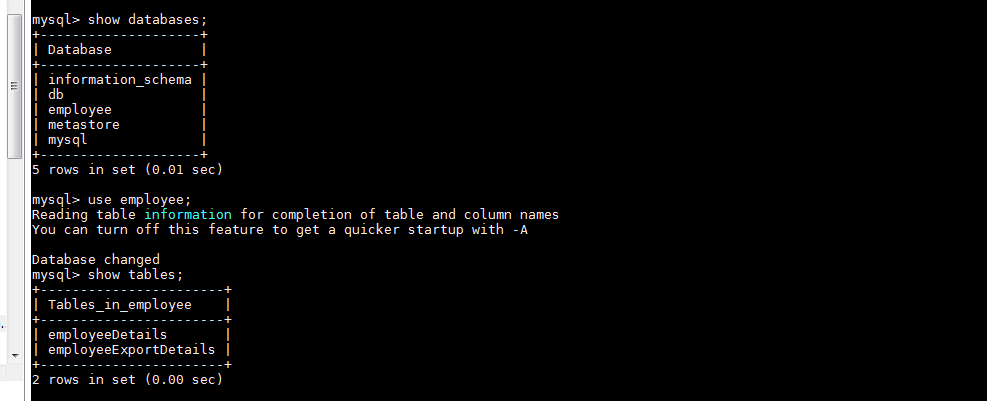 mysql> show databases;
+--------------------+
| Database           |
+--------------------+
| information_schema |
| db                 |
| employee           |
| metastore          |
| mysql              |
+--------------------+
5 rows in set (0.01 sec)

mysql> use employee;
Reading table information for completion of table and column names
You can turn off this feature to get a quicker startup with -A

Database changed
mysql> show tables;
+-----------------------+
| Tables_in_employee    |
+-----------------------+
| employeeDetails       |
| employeeExportDetails |
+-----------------------+
2 rows in set (0.00 sec)